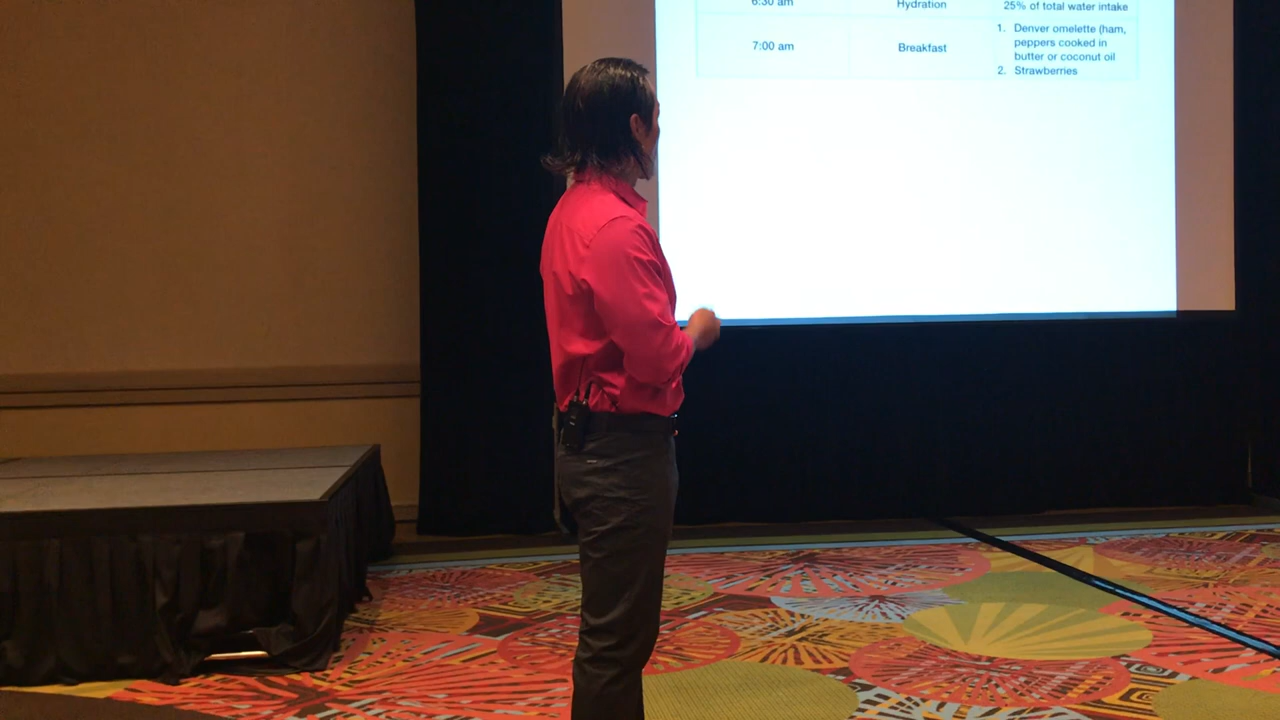 6:30 am Hydration 25% of total water intake
7:00 am Breakfast 1. Denver omelette (ham,
peppers cooked in
butter or coconut oil
2. Strawberries